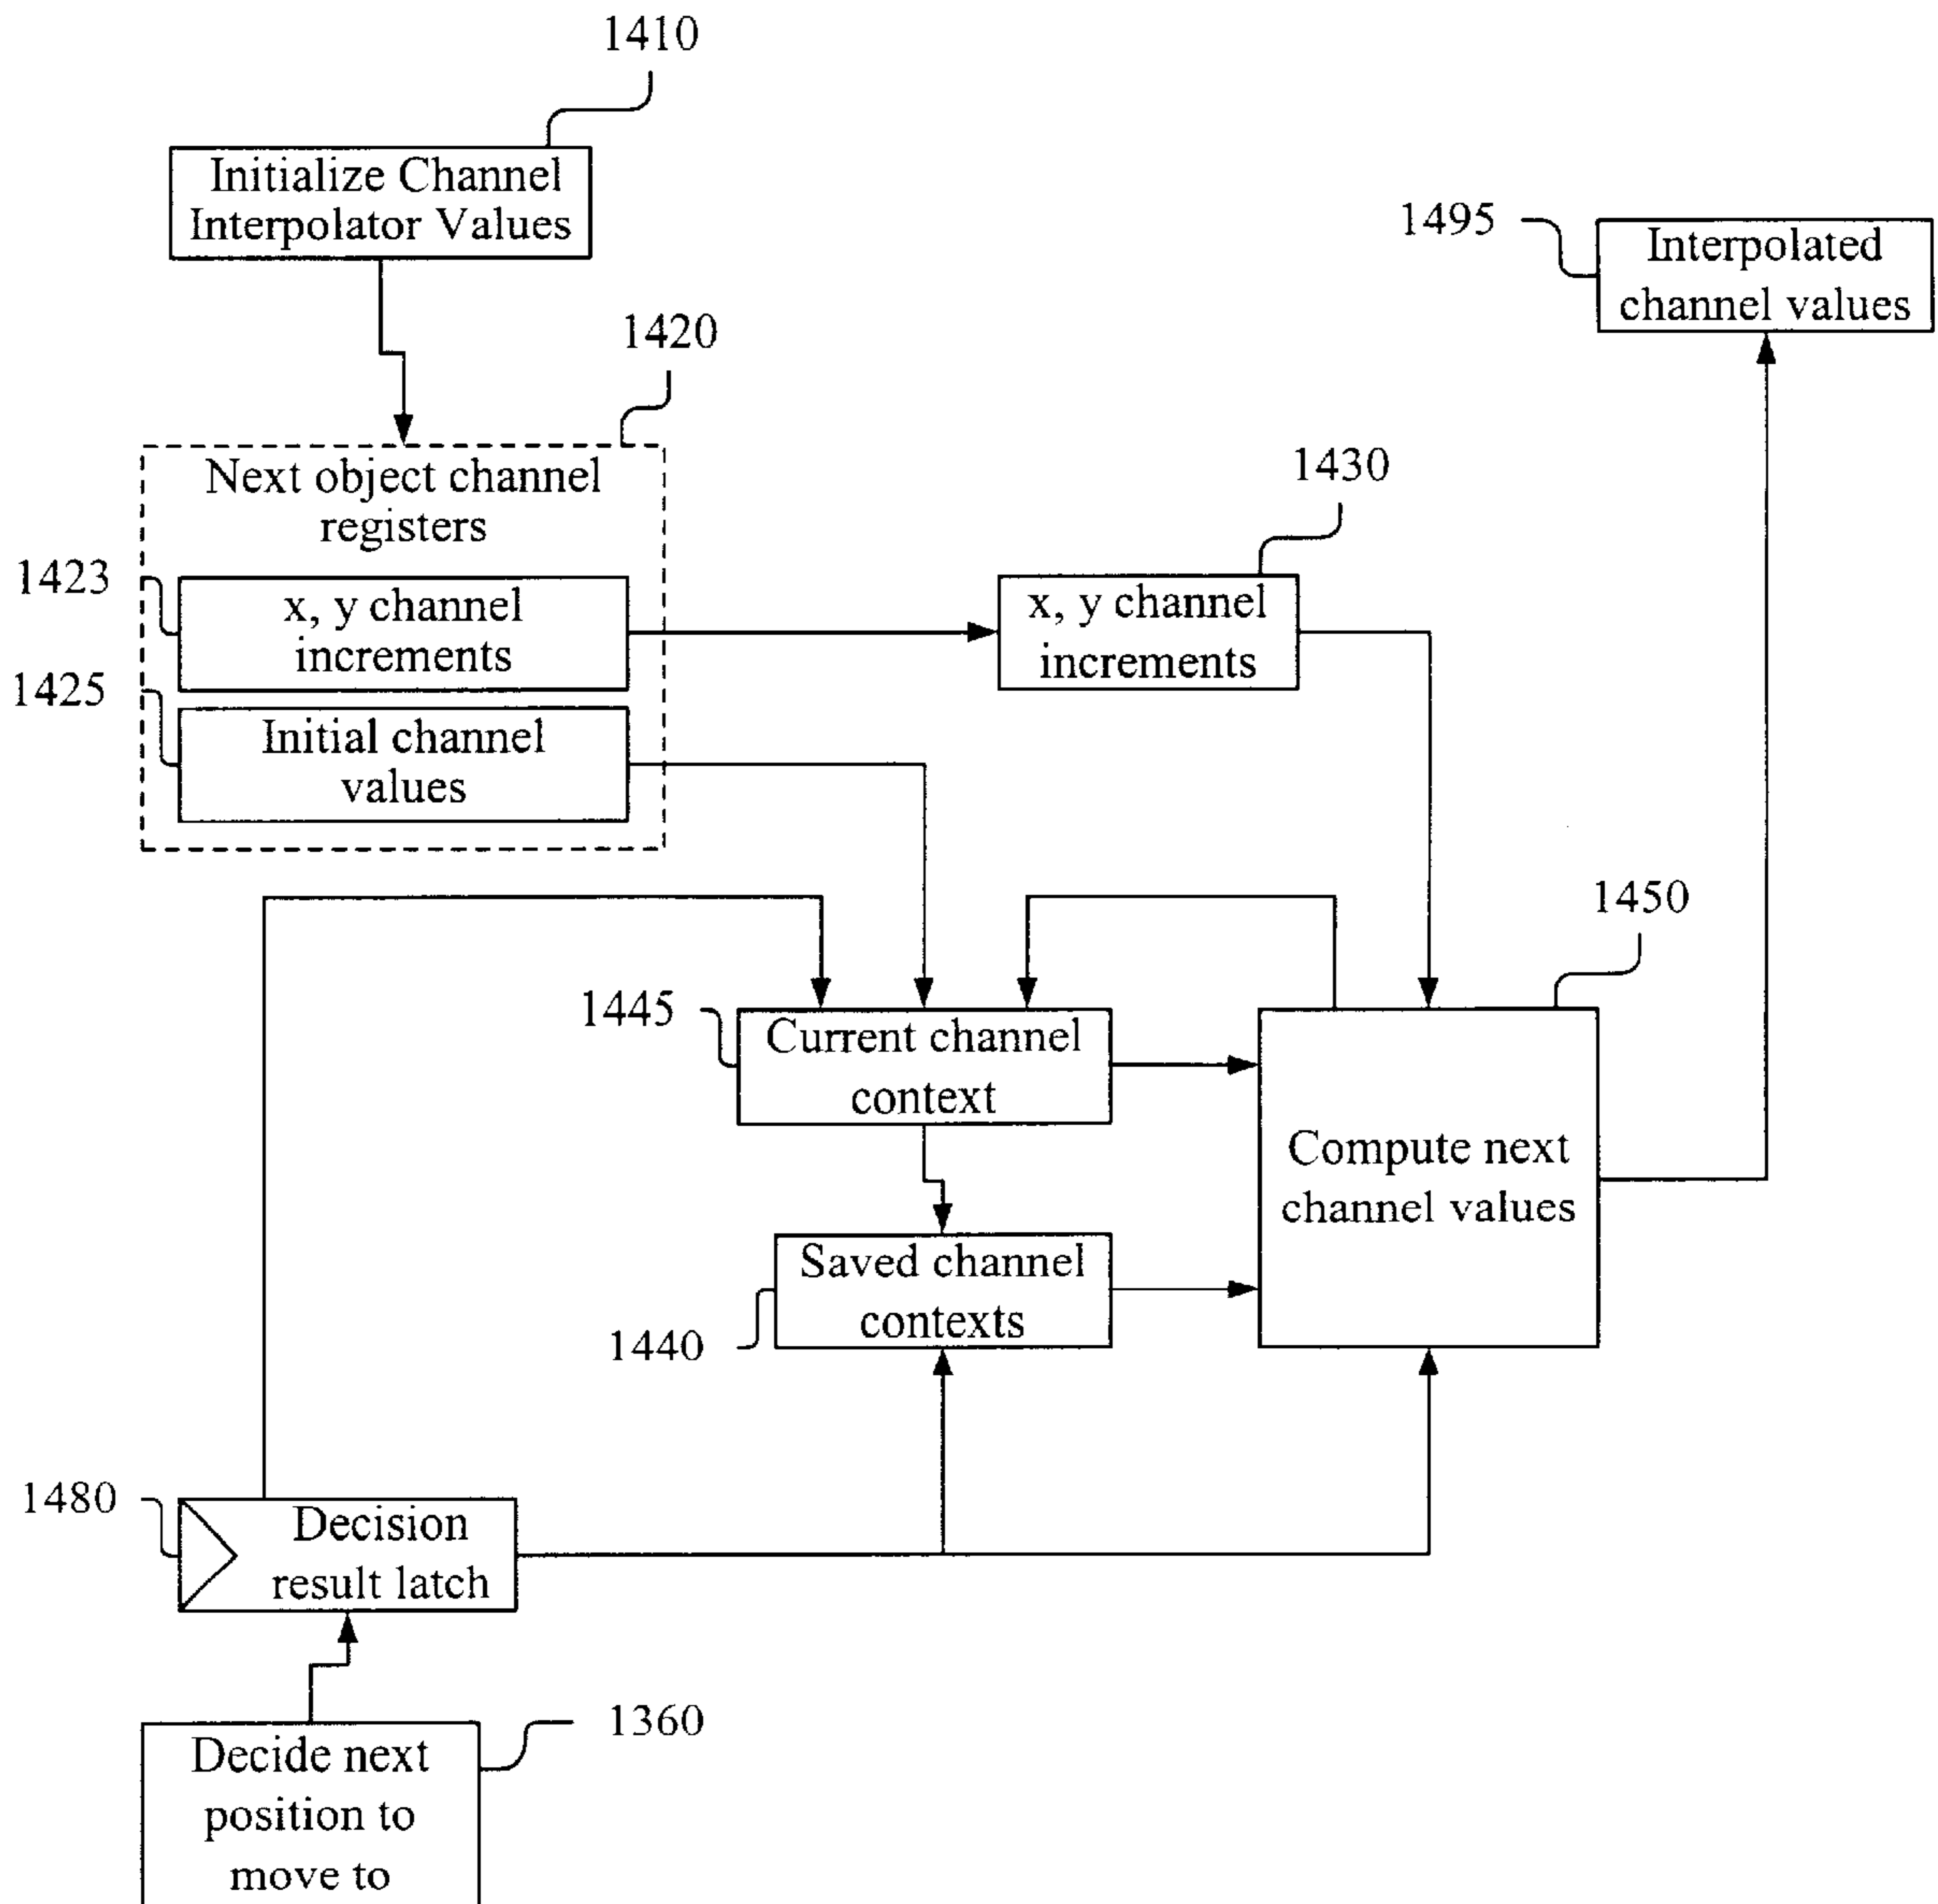 1410
Initialize Channel
Interpolator Values
1495
Interpolated
channel values
1420
Next object channel
registers
1430
1423
x, y channel
increments
x, y channel
increments
1425
Initial channel
values
1450
1445
Current channel
context
Compute next
channel values
Saved channel
contexts
1440
1480
Decision
result latch
1360
Decide next
position to
move to